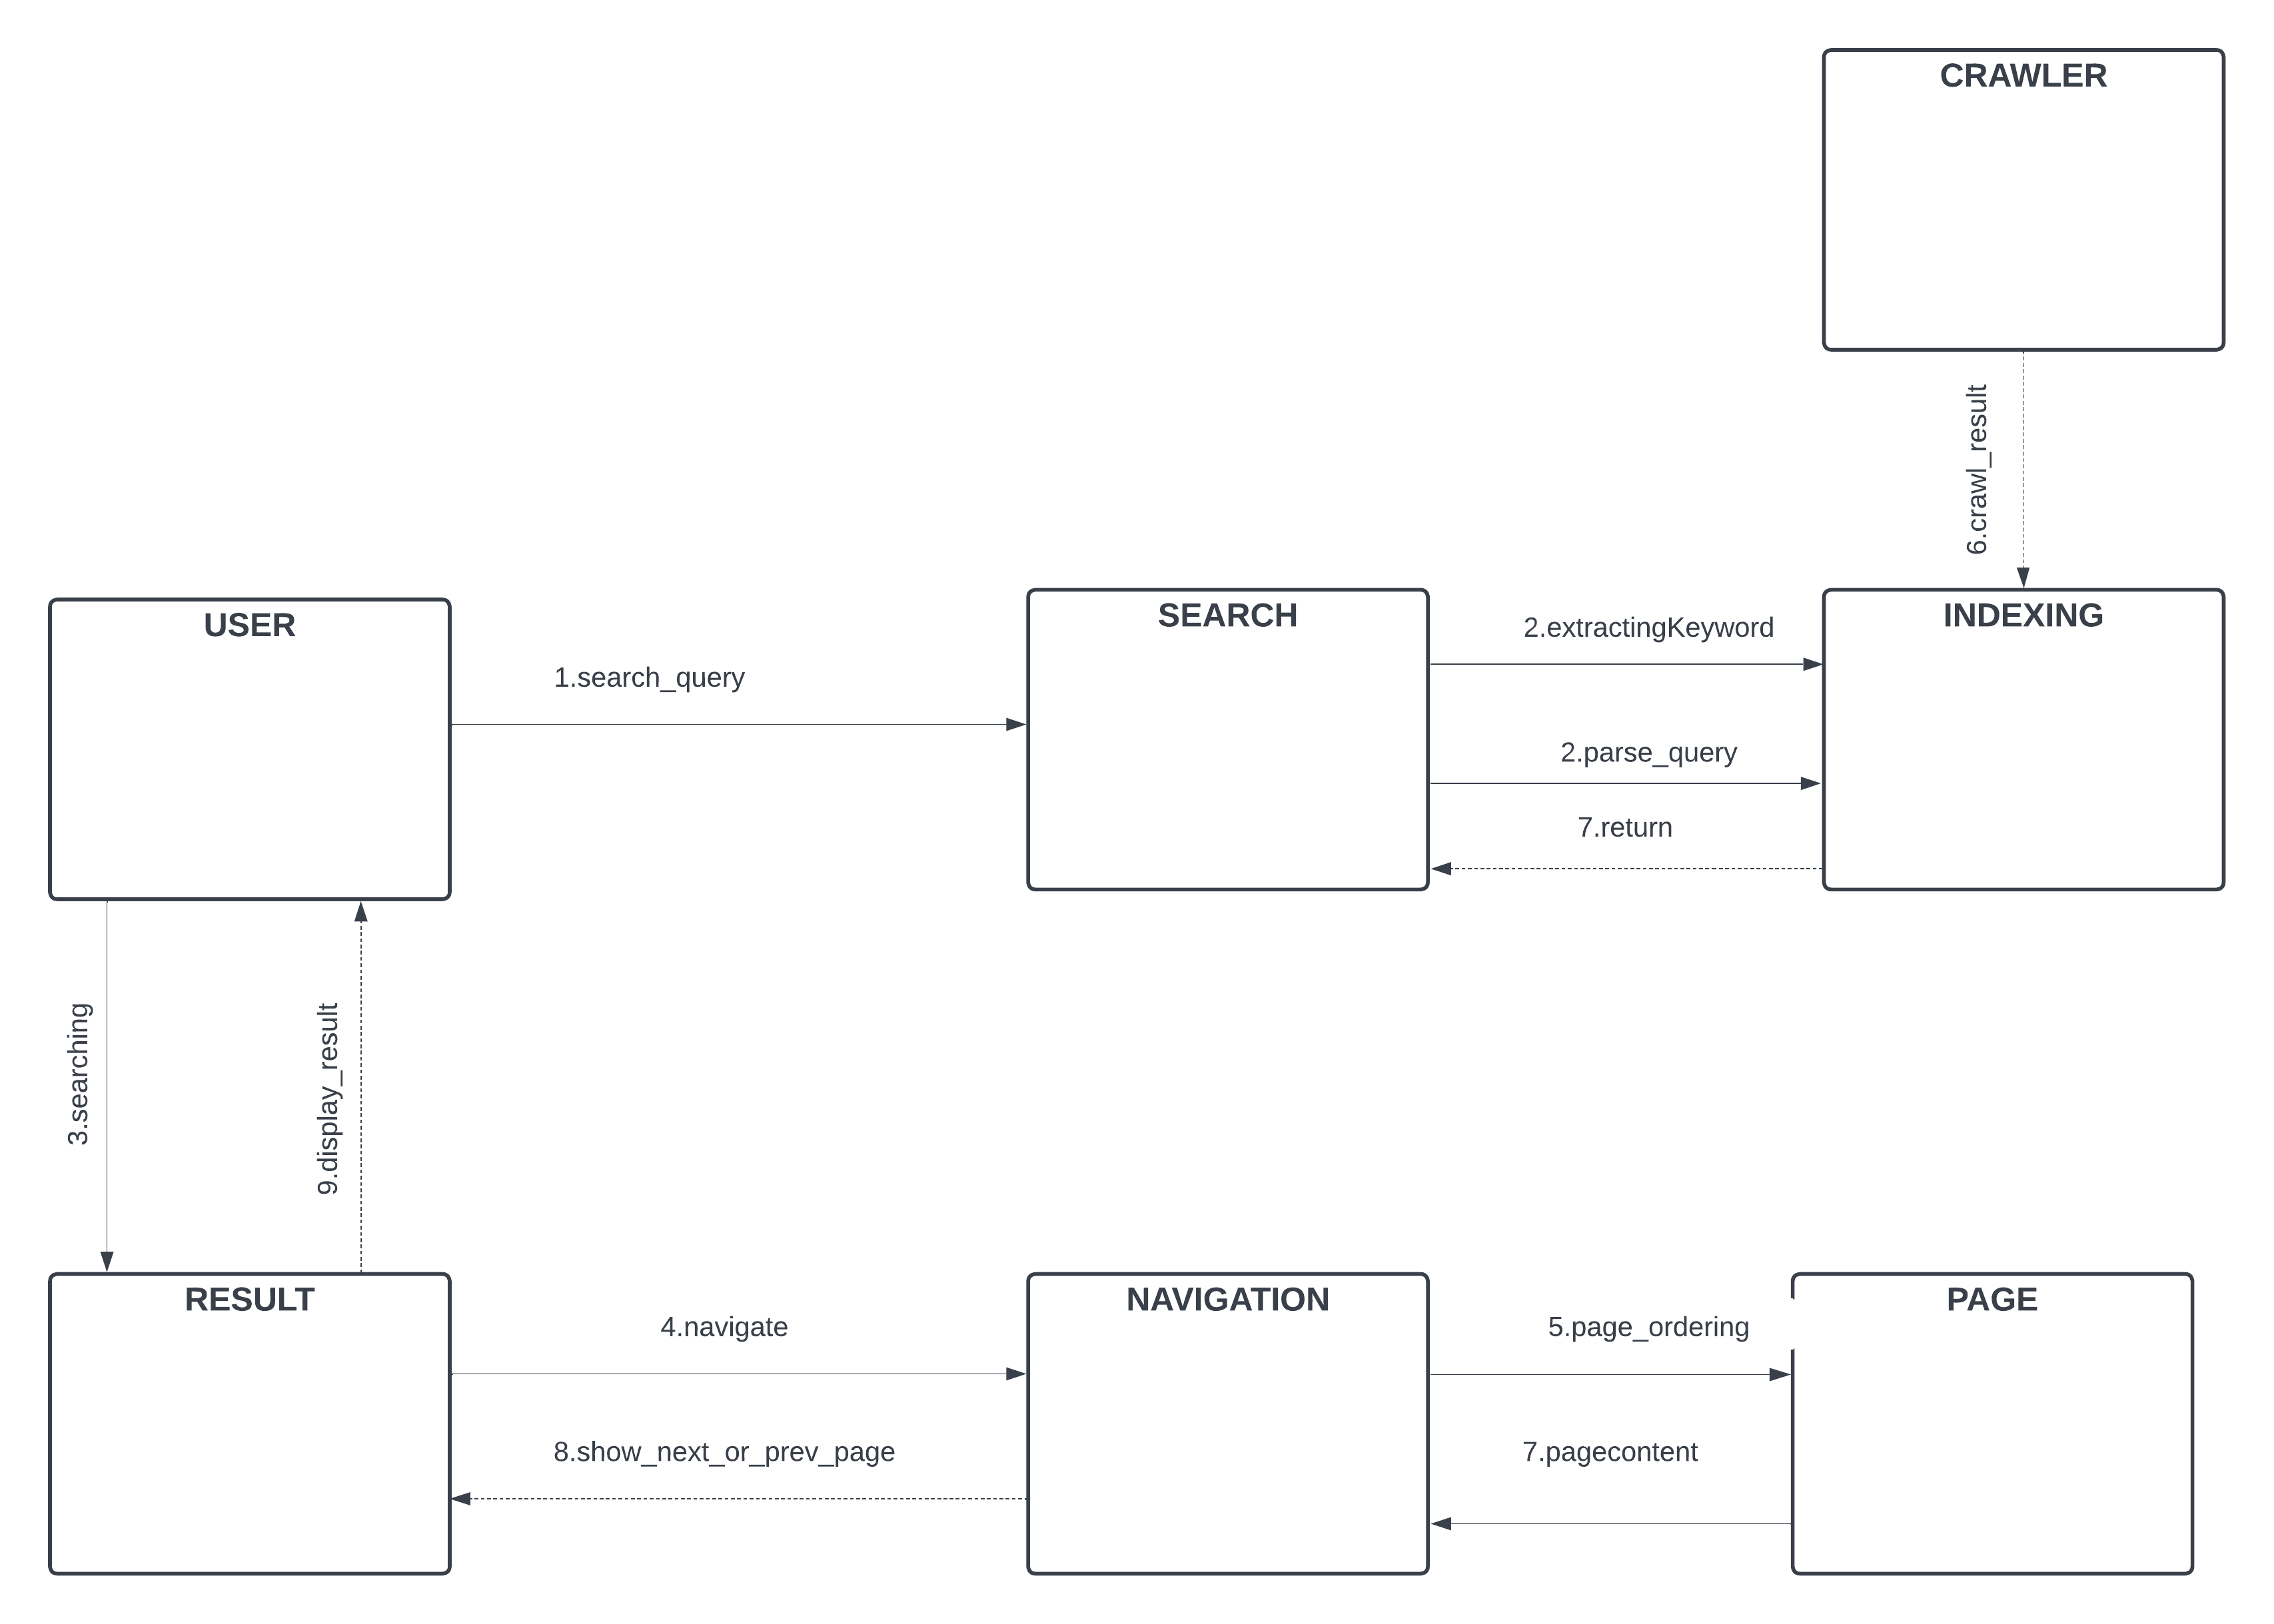 CRAWLER
6.crawl_result
USER
1.search_query
SEARCH
2.extractingKeyword
2.parse_query
7.return
INDEXING
3.searching
9.display_result
RESULT
4.navigate
8.show_next_or_prev_page
NAVIGATION
5.page_ordering
7.pagecontent
PAGE